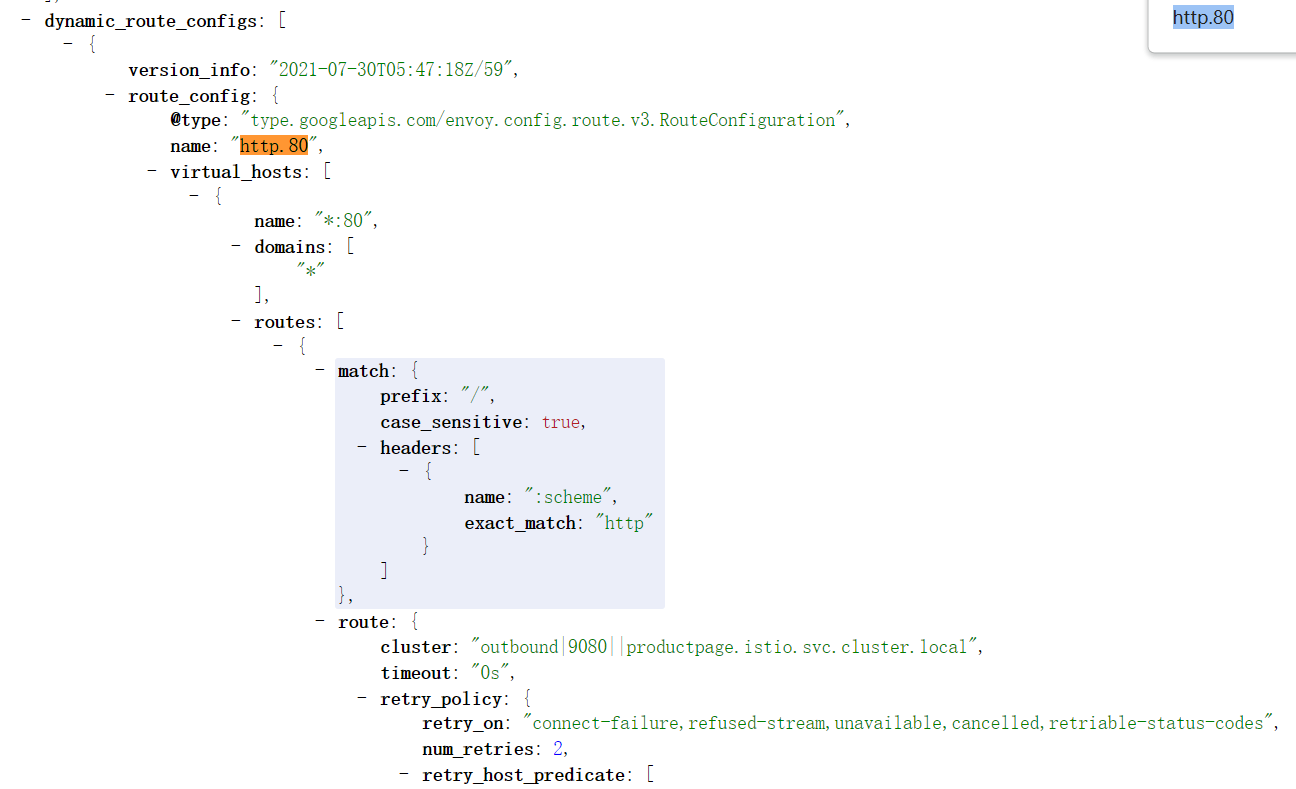 ],
- dynamic_route_configs: [
http.80
- {
version_info: "2021-07-30T05:47:18Z/59",
- route_config: {
@type: "type.googleapis.com/envoy.config.route.v3.RouteConfiguration",
name: "http.80",
- virtual_hosts: [
- {
name: "*:80",
- domains: [
"*"
],
- routes: [
- {
- match: {
prefix: "/",
case_sensitive: true,
- headers: [
- {
name: ":scheme",
exact_match: "http"
}
]
},
- route: {
cluster: "outbound|9080||productpage.istio.svc.cluster.local",
timeout: "0s",
- retry_policy: {
retry_on: "connect-failure,refused-stream,unavailable,cancelled,retriable-status-codes",
num_retries: 2,
- retry_host_predicate: [